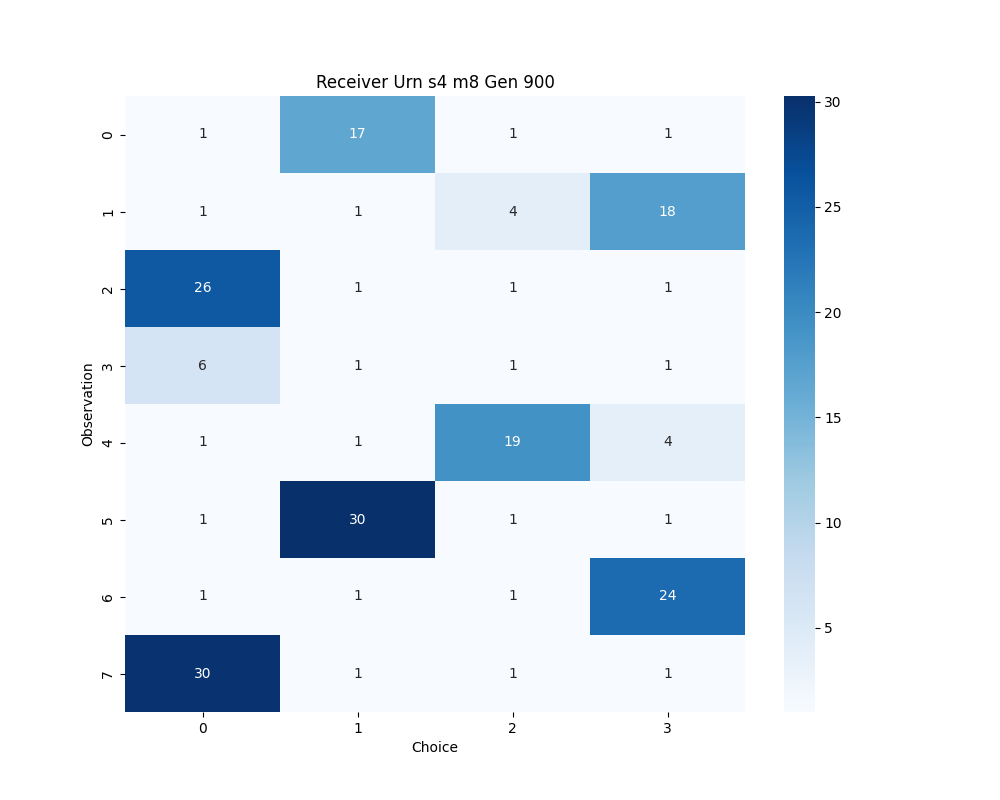 Receiver Urn s4 m8 Gen 900
0 1 17 1 1
1 1 1 4 18
2 26 1 1 1
3 6 1 1 1
4 1 1 19 4
5 1 30 1 1
6 1 1 1 24
7 30 1 1 1
0 1 2 3
Choice
Observation
30
25
20
15
10
5